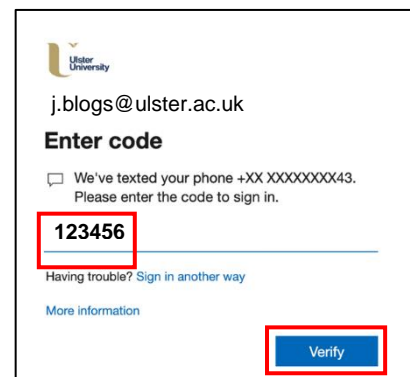 Ulster
University
j.blogs@ulster.ac.uk
Enter code
We've texted your phone +XX XXXXXXXX43.
Please enter the code to sign in.
123456
Having trouble? Sign in another way
More information
Verify